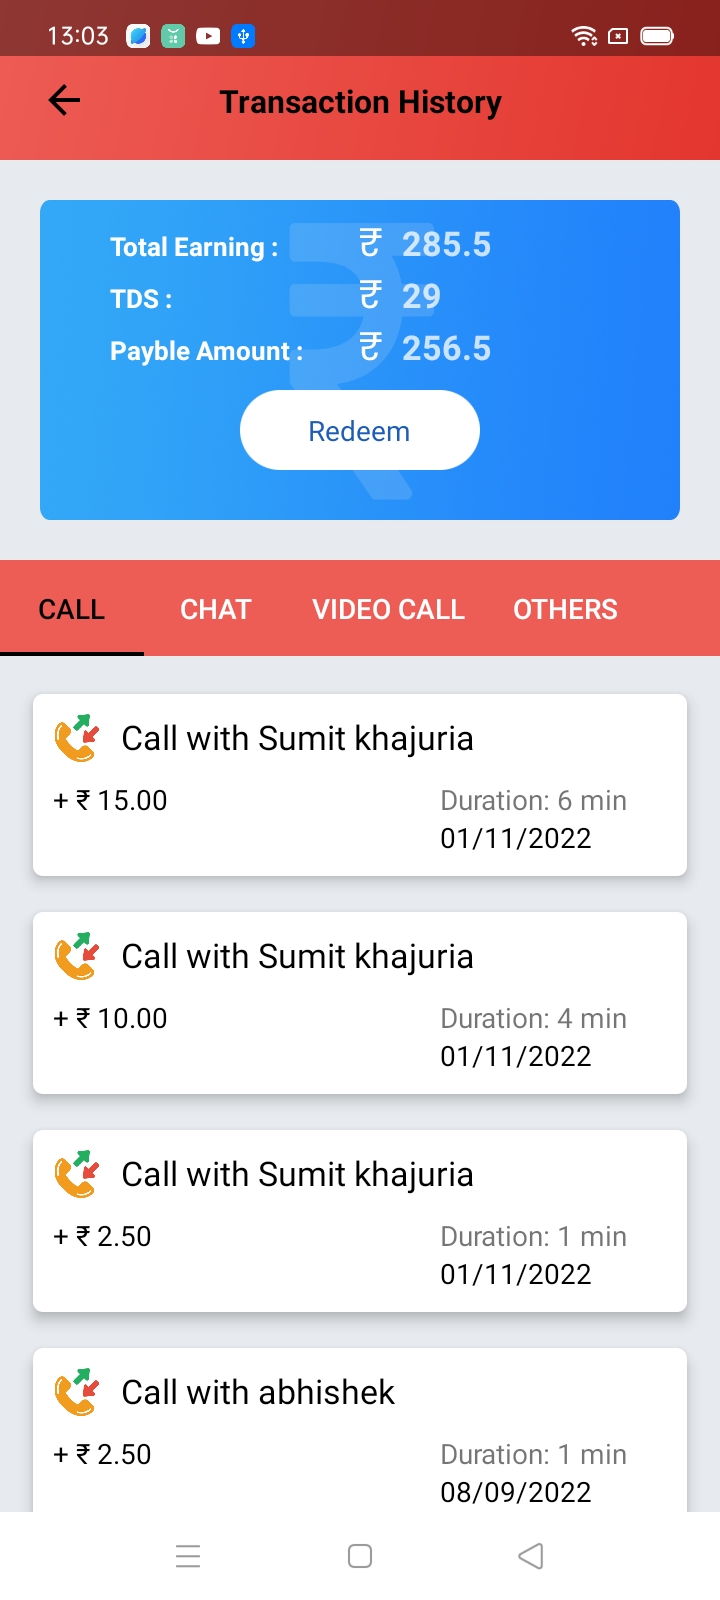 13:03
Transaction History
Total Earning : ₹ 285.5
TDS : ₹ 29
Payble Amount : ₹ 256.5
Redeem
CALL CHAT VIDEO CALL OTHERS
Call with Sumit khajuria
+ ₹ 15.00 Duration: 6 min
01/11/2022
Call with Sumit khajuria
+ ₹ 10.00 Duration: 4 min
01/11/2022
Call with Sumit khajuria
+ ₹ 2.50 Duration: 1 min
01/11/2022
Call with abhishek
+ ₹ 2.50 Duration: 1 min
08/09/2022